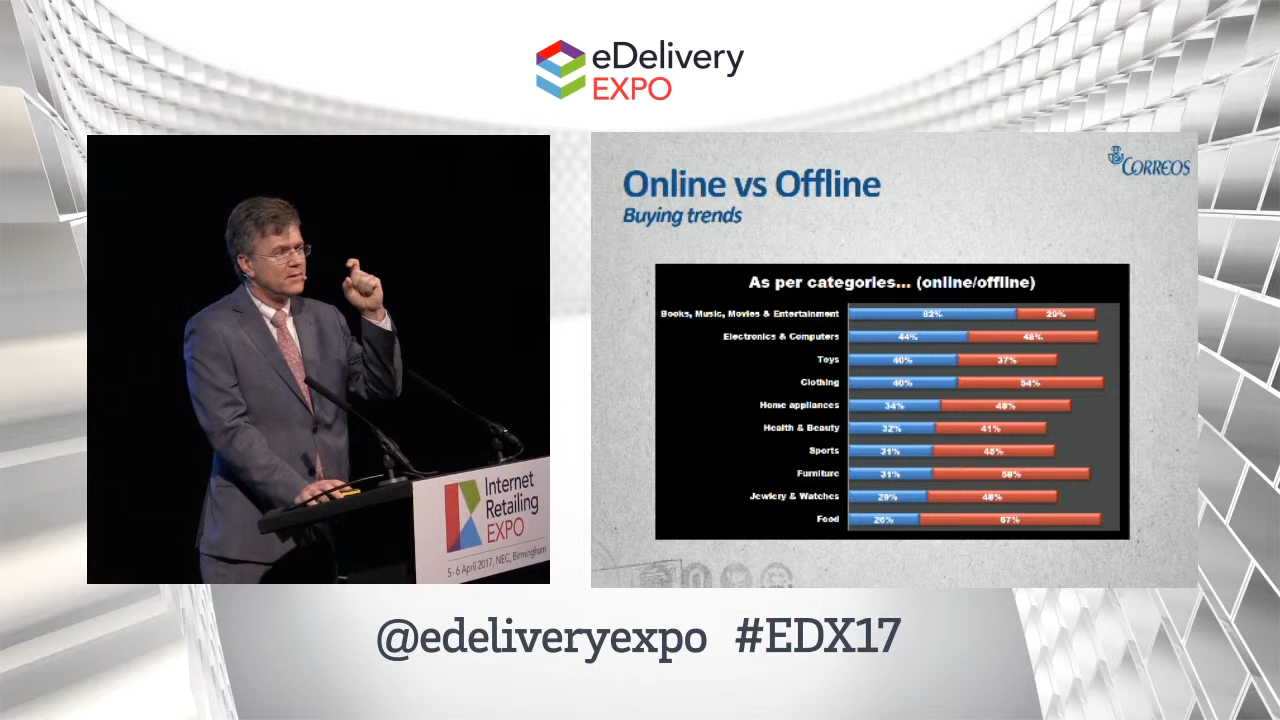 eDelivery
EXPO
CORREOS
Online vs Offline
Buying trends
As per categories... (online/offline)
Books, Music, Movies & Entertainment 62% 29%
Electronics & Computers 44% 48%
Toys 40% 37%
Clothing 40% 54%
Home appliances 34% 48%
Health & Beauty 32% 41%
Sports 31% 45%
Furniture 31% 58%
Jewlery & Watches 29% 48%
Food 26% 67%
Internet
Retailing
EXPO
5-6 April 2017, NEC, Birmingham
@edeliveryexpo #EDX17